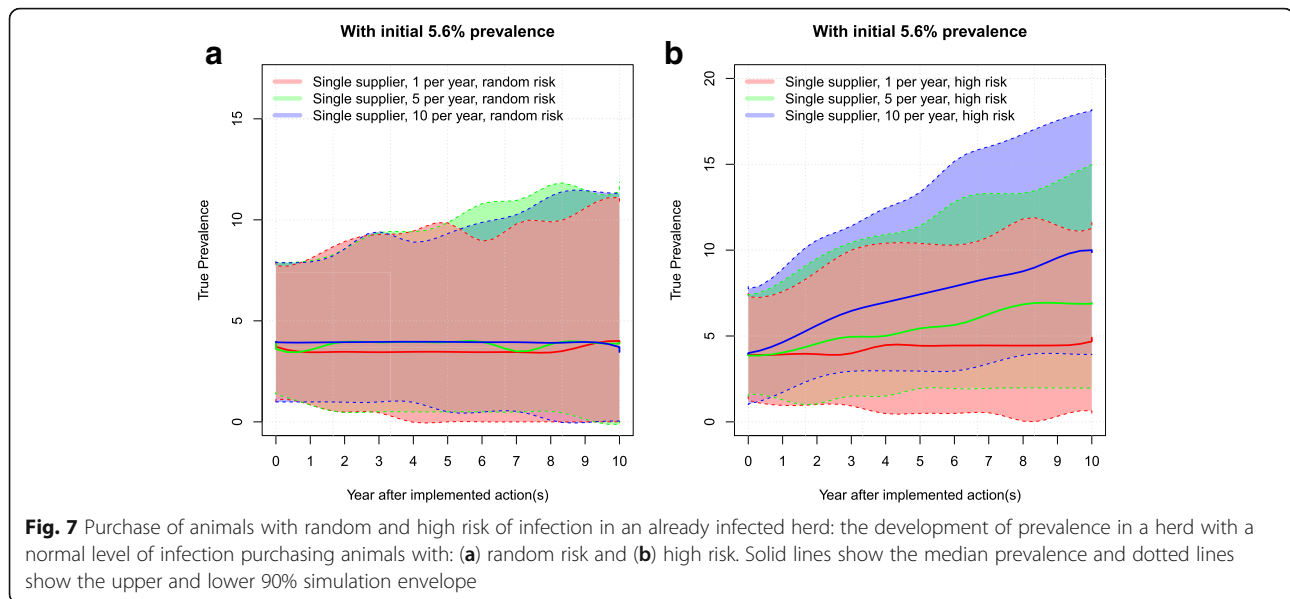 With initial 5.6% prevalence
a
Single supplier, 1 per year, random risk
Single supplier, 5 per year, random risk
Single supplier, 10 per year, random risk
True Prevalence
15
10
5
0
0 1 2 3 4 5 6 7 8 9 10
Year after implemented action(s)
With initial 5.6% prevalence
b
Single supplier, 1 per year, high risk
Single supplier, 5 per year, high risk
Single supplier, 10 per year, high risk
True Prevalence
20
15
10
5
0
0 1 2 3 4 5 6 7 8 9 10
Year after implemented action(s)
Fig. 7 Purchase of animals with random and high risk of infection in an already infected herd: the development of prevalence in a herd with a
normal level of infection purchasing animals with: (a) random risk and (b) high risk. Solid lines show the median prevalence and dotted lines
show the upper and lower 90% simulation envelope